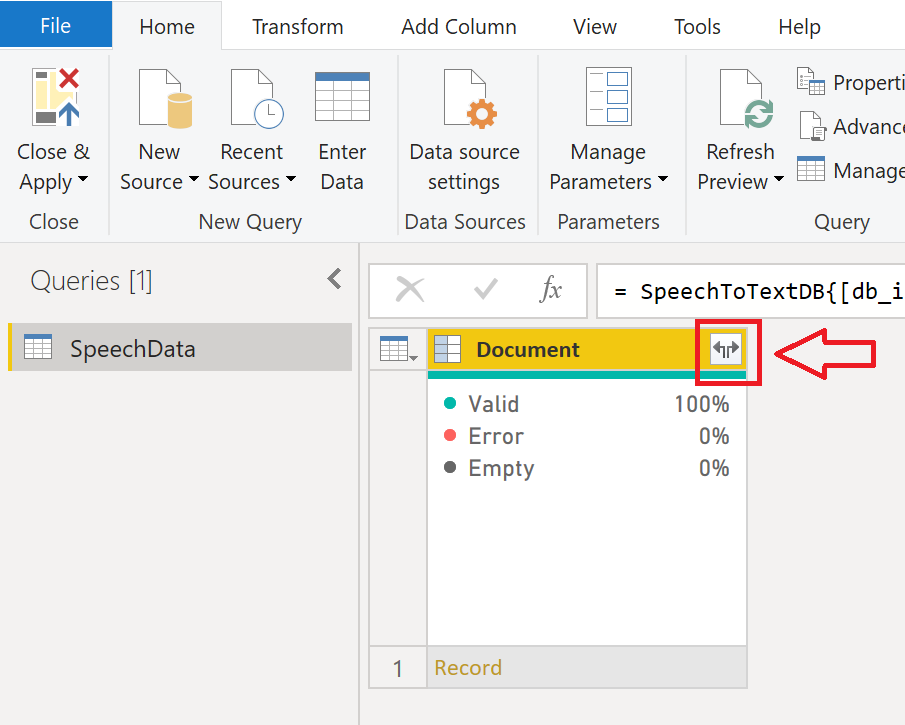 File Home Transform Add Column View Tools Help
Close &
Apply
New
Source
Recent
Sources
Enter
Data
Data source
settings
Manage
Parameters
Refresh
Preview
Properti
Advance
Manage
Close
New Query
Data Sources
Parameters
Query
Queries [1]
fx
= SpeechToTextDB{[db_i
SpeechData
Document
Valid 100%
Error 0%
Empty 0%
1 Record